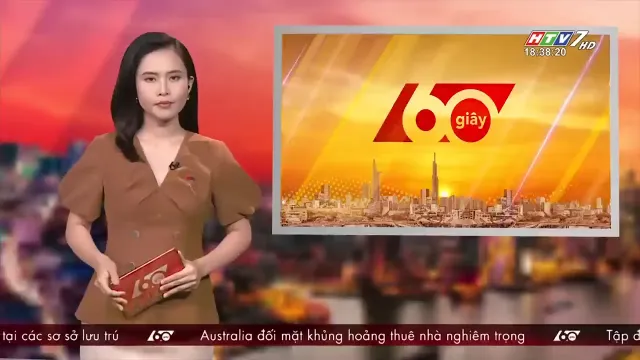 HTV7 HD
18:38:20
60 giây
60
tại các sơ sở lưu trú 60 Australia đối mặt khủng hoảng thuê nhà nghiêm trọng 60 Tập đ